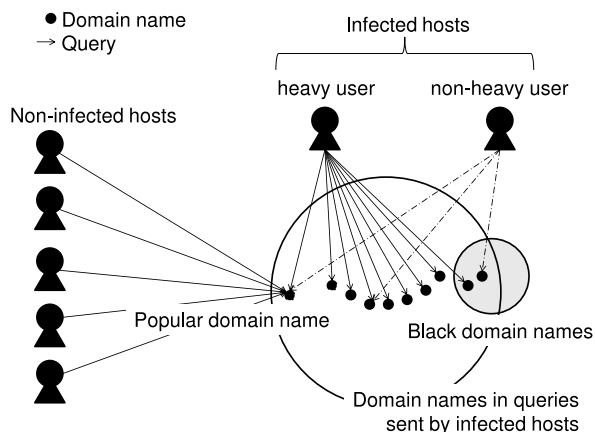 Domain name
Query
Infected hosts
heavy user
non-heavy user
Non-infected hosts
Popular domain name
Black domain names
Domain names in queries
sent by infected hosts